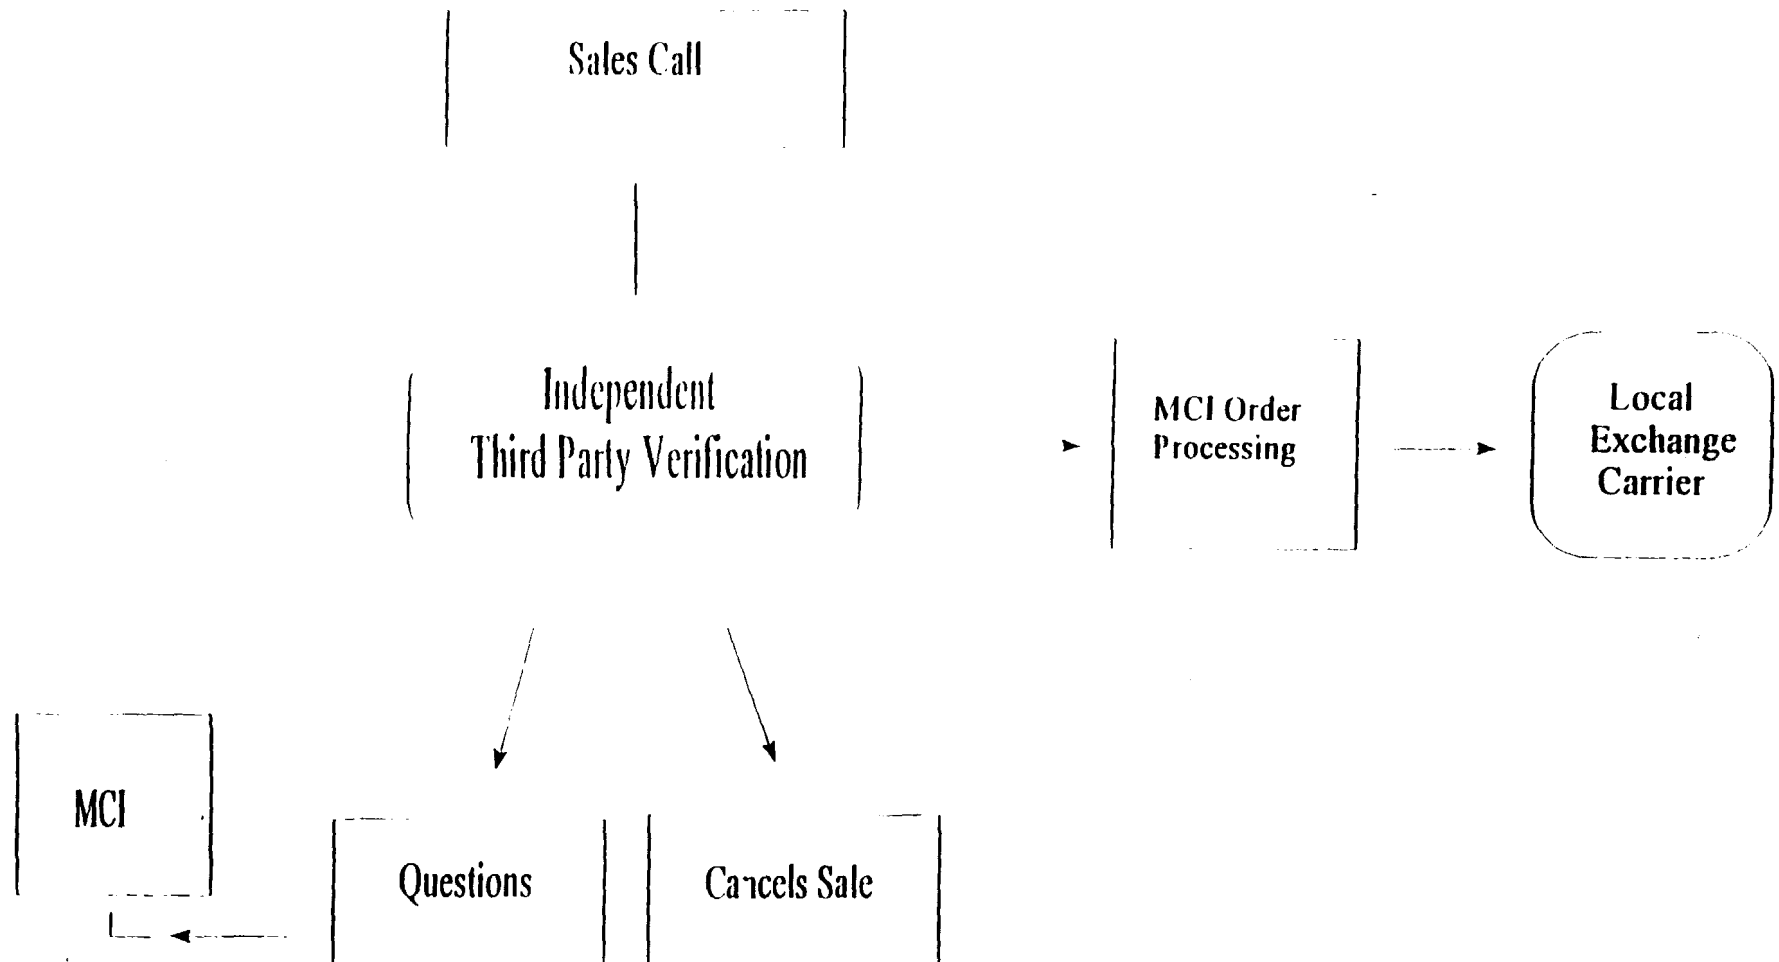 Sales Call
Independent
Third Party Verification
MCI Order
Processing
Local
Exchange
Carrier
MCI
Questions
Cancels Sale